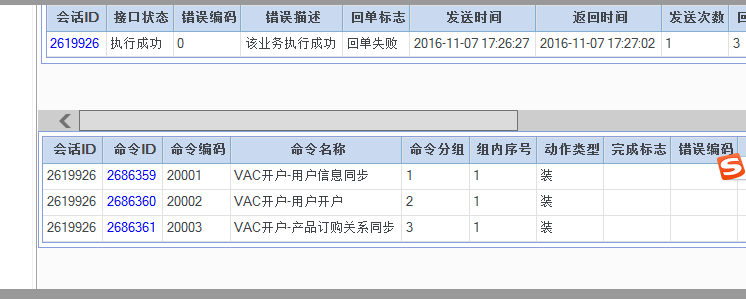 会话ID 接口状态 错误编码 错误描述 回单标志 发送时间 返回时间 发送次数
2619926 执行成功 0 该业务执行成功 回单失败 2016-11-07 17:26:27 2016-11-07 17:27:02 1 3
会话ID 命令ID 命令编码 命令名称 命令分组 组内序号 动作类型 完成标志 错误编码
2619926 2686359 20001 VAC开户-用户信息同步 1 1 装
2619926 2686360 20002 VAC开户-用户开户 2 1 装
2619926 2686361 20003 VAC开户-产品订购关系同步 3 1 装